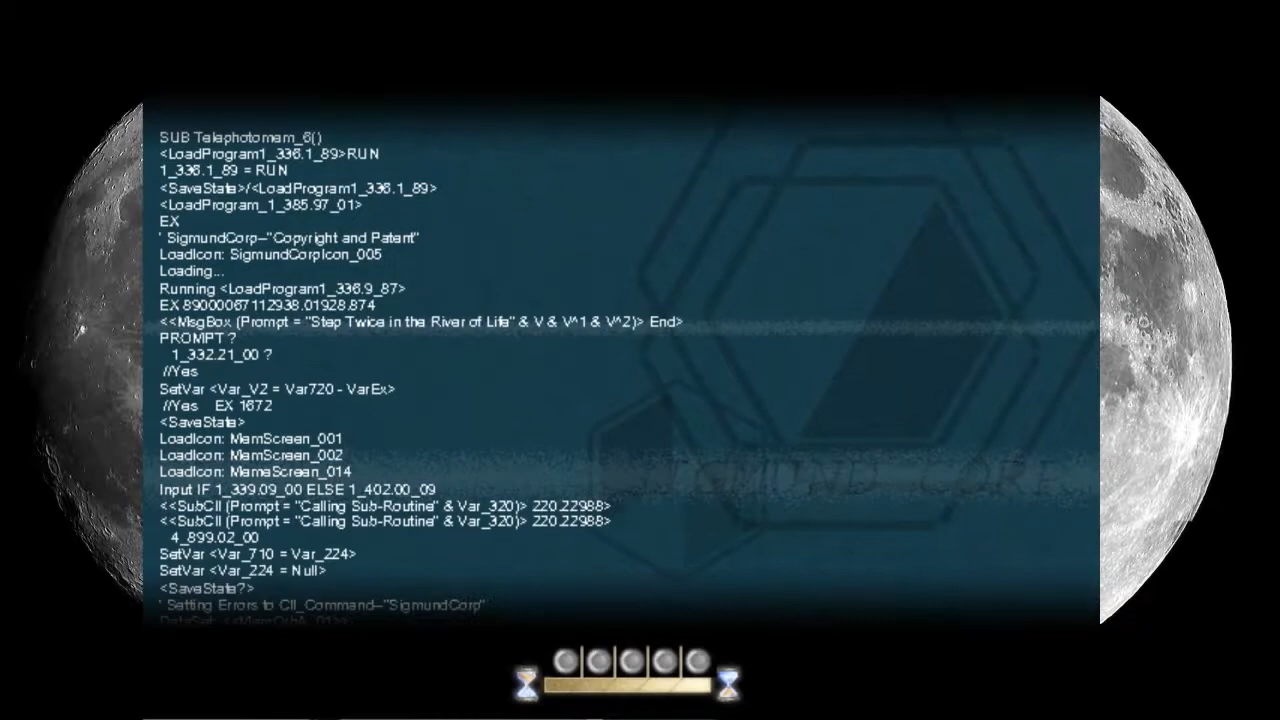 SUB Telephotomem_6()
<LoadProgram1_336.1_89>RUN
1_336.1_89 = RUN
<SaveState>/<LoadProgram1_336.1_89>
<LoadProgram_1_385.97_01>
EX
' SigmundCorp--"Copyright and Patent"
LoadIcon: SigmundCorpIcon_005
Loading...
Running <LoadProgram1_336.9_87>
EX 89000067112938.01928.874
<<MsgBox (Prompt = "Step Twice in the River of Life" & V & V^1 & V^2)> End>
PROMPT ?
1_332.21_00 ?
//Yes
SetVar <Var_V2 = Var720 - VarEx>
//Yes EX 1672
<SaveState>
LoadIcon: MemScreen_001
LoadIcon: MemScreen_002
LoadIcon: MemeScreen_014
Input IF 1_339.09_00 ELSE 1_402.00_09
<<SubCll (Prompt = "Calling Sub-Routine" & Var_320)> 220.22988>
<<SubCll (Prompt = "Calling Sub-Routine" & Var_320)> 220.22988>
4_899.02_00
SetVar <Var_710 = Var_224>
SetVar <Var_224 = Null>
<SaveState?>
' Setting Errors to Cll_Command--"SigmundCorp"